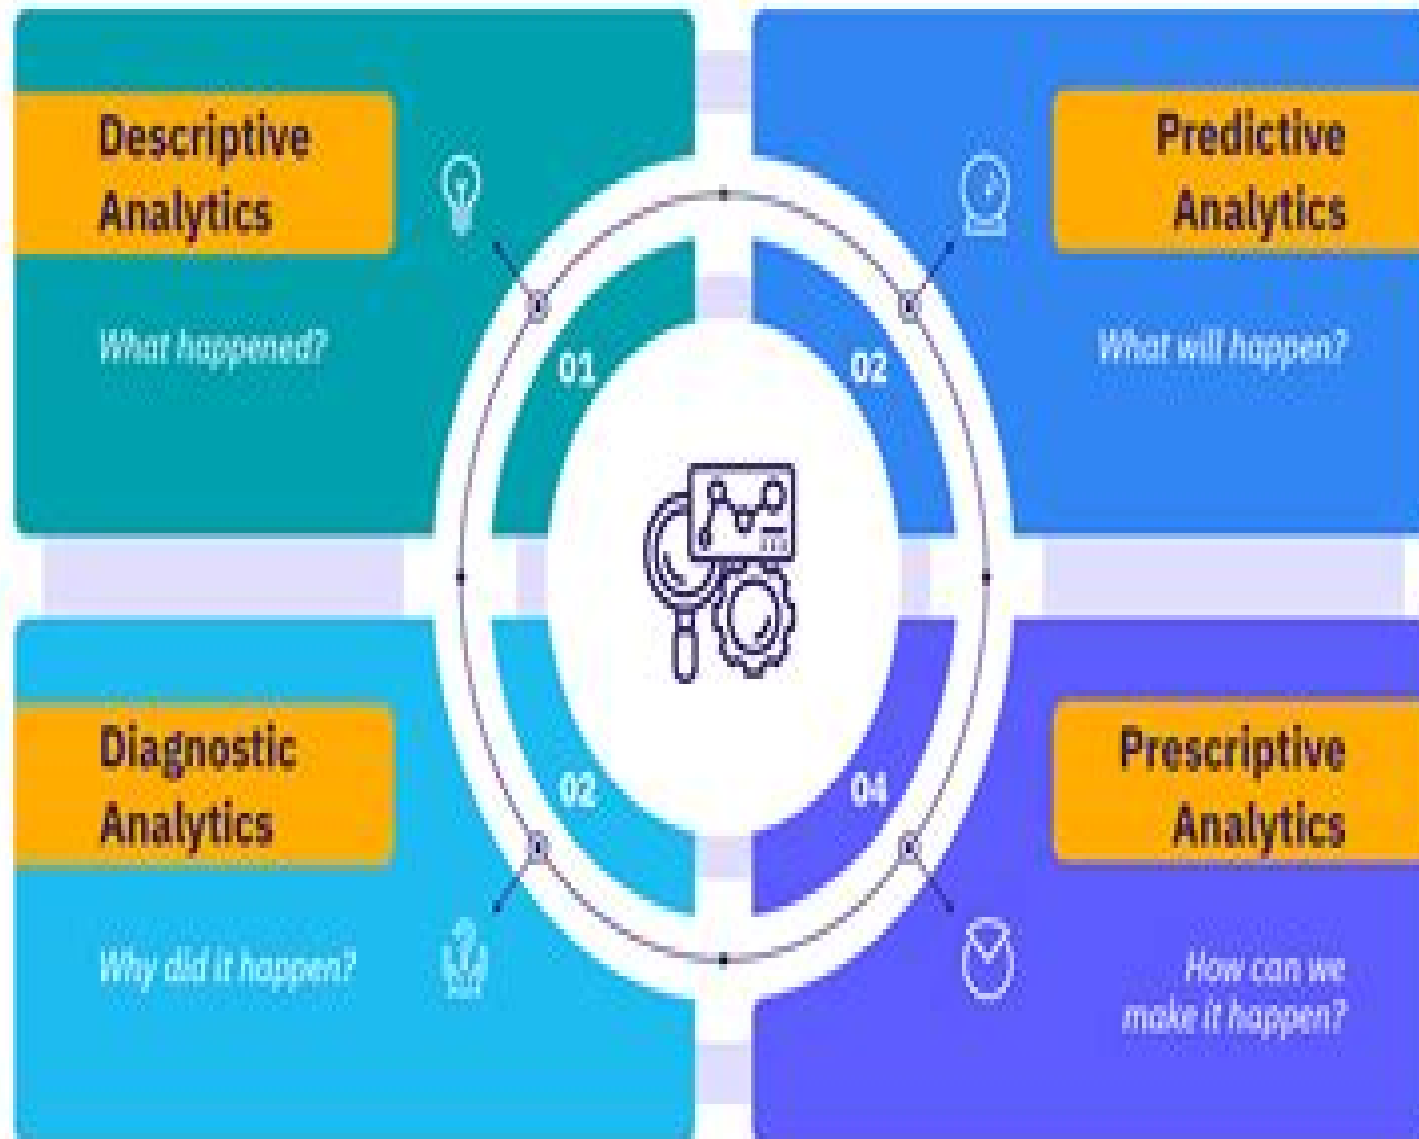 Descriptive
Analytics
What happened?
01
Predictive
Analytics
What will happen?
02
Diagnostic
Analytics
Why did it happen?
02
Prescriptive
Analytics
How can we
make it happen?
04